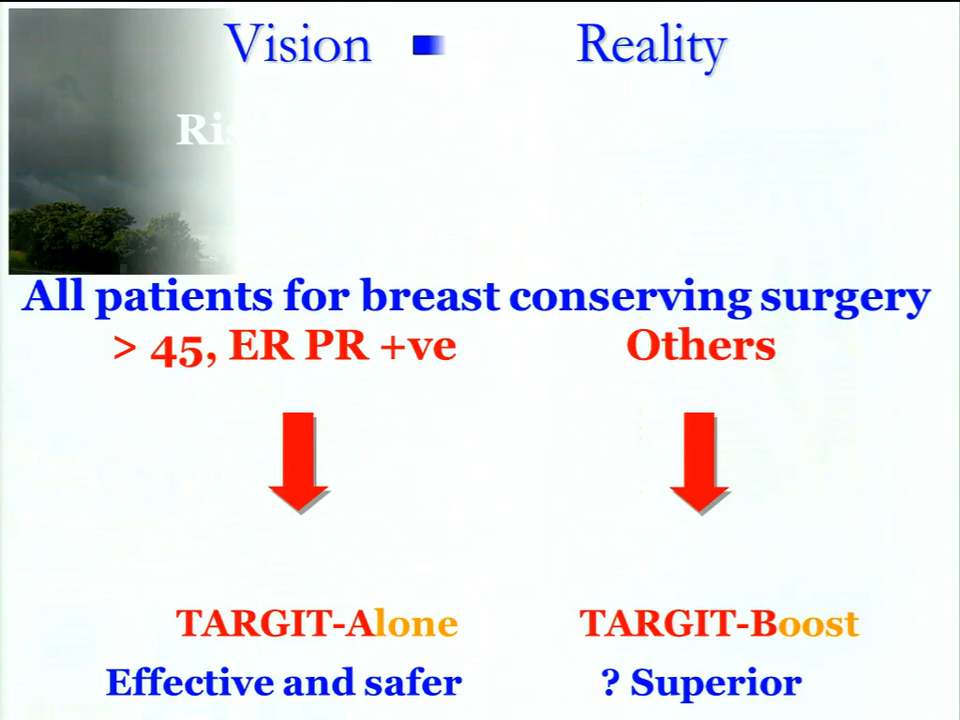 Vision Reality
All patients for breast conserving surgery
> 45, ER PR +ve Others
TARGIT-Alone TARGIT-Boost
Effective and safer ? Superior